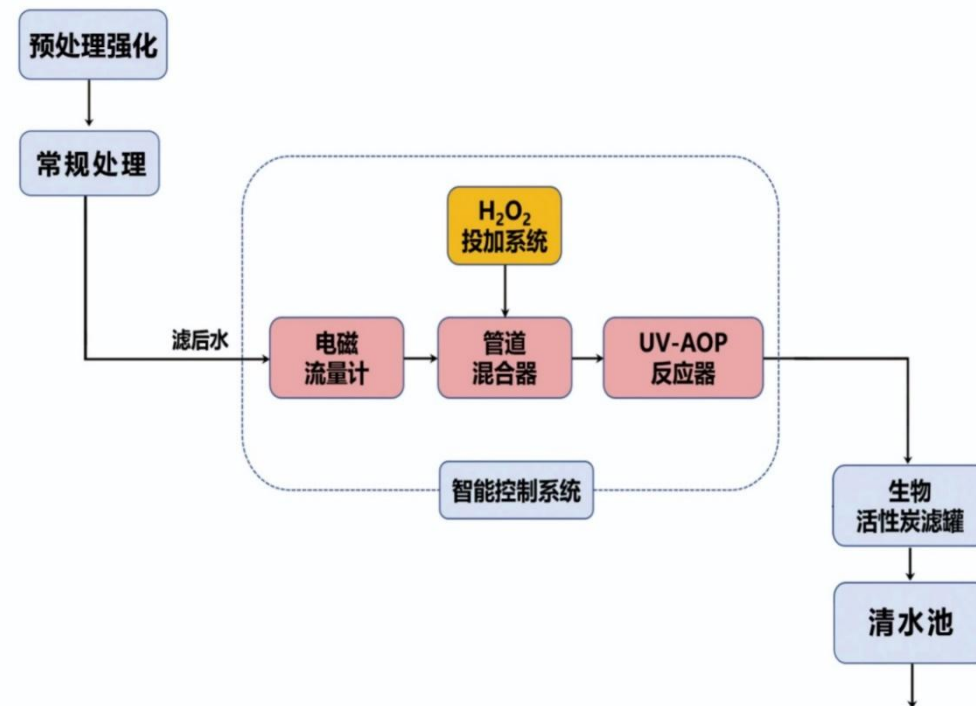 预处理强化
常规处理
H₂O₂
投加系统
滤后水
电磁
流量计
管道
混合器
UV-AOP
反应器
智能控制系统
生物
活性炭滤罐
清水池